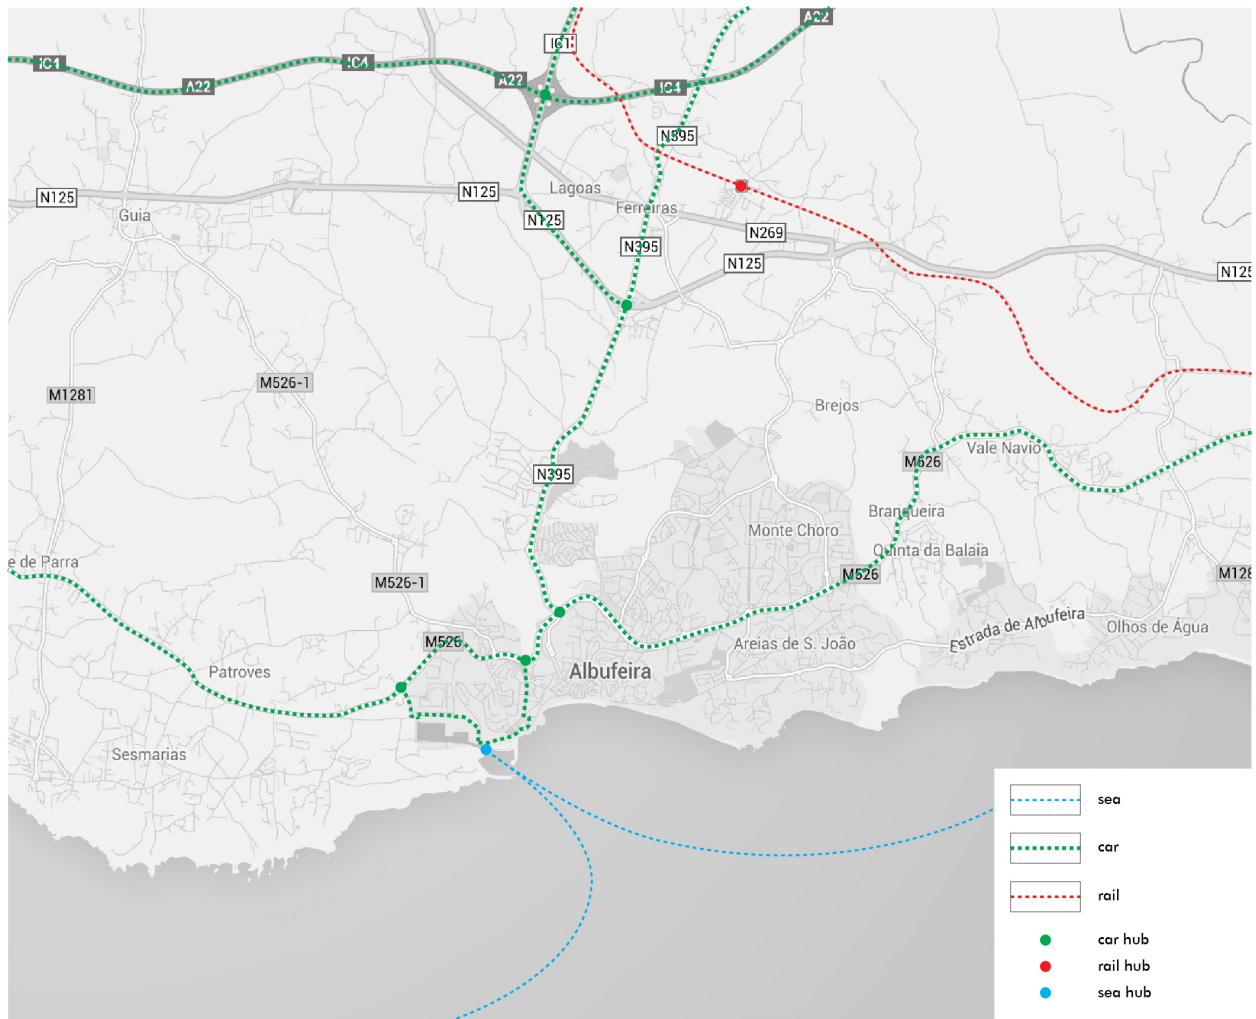 IC1
A22
IC4
IC4
A22
IC4
A22
N395
N125
N125
Lagoas
Guia
N125
Ferreiras
N269
N395
N125
N125
M526-1
M1281
Brejos
Vale Navio
M526
N395
Branqueira
Monte Choro
Quinta da Balaia
e de Parra
M526
M128
M526-1
Estrada de Albufeira
Olhos de Água
M526
Areias de S. João
Patroves
Albufeira
Sesmarias
sea
car
rail
car hub
rail hub
sea hub